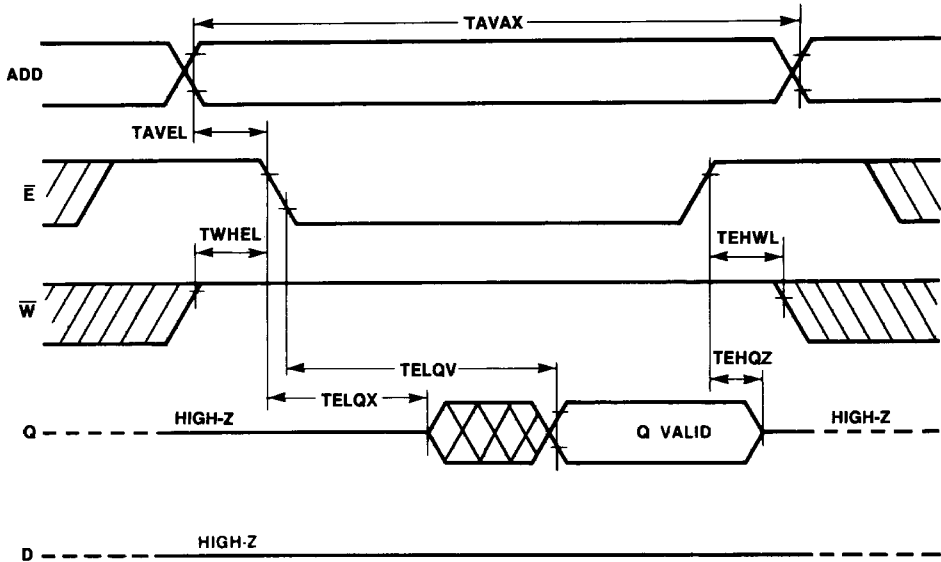 TAVAX
ADD
TAVEL
E̅
TWHEL
TEHWL
W̅
TELQV
TEHQZ
TELQX
HIGH-Z
Q
Q VALID
HIGH-Z
HIGH-Z
D